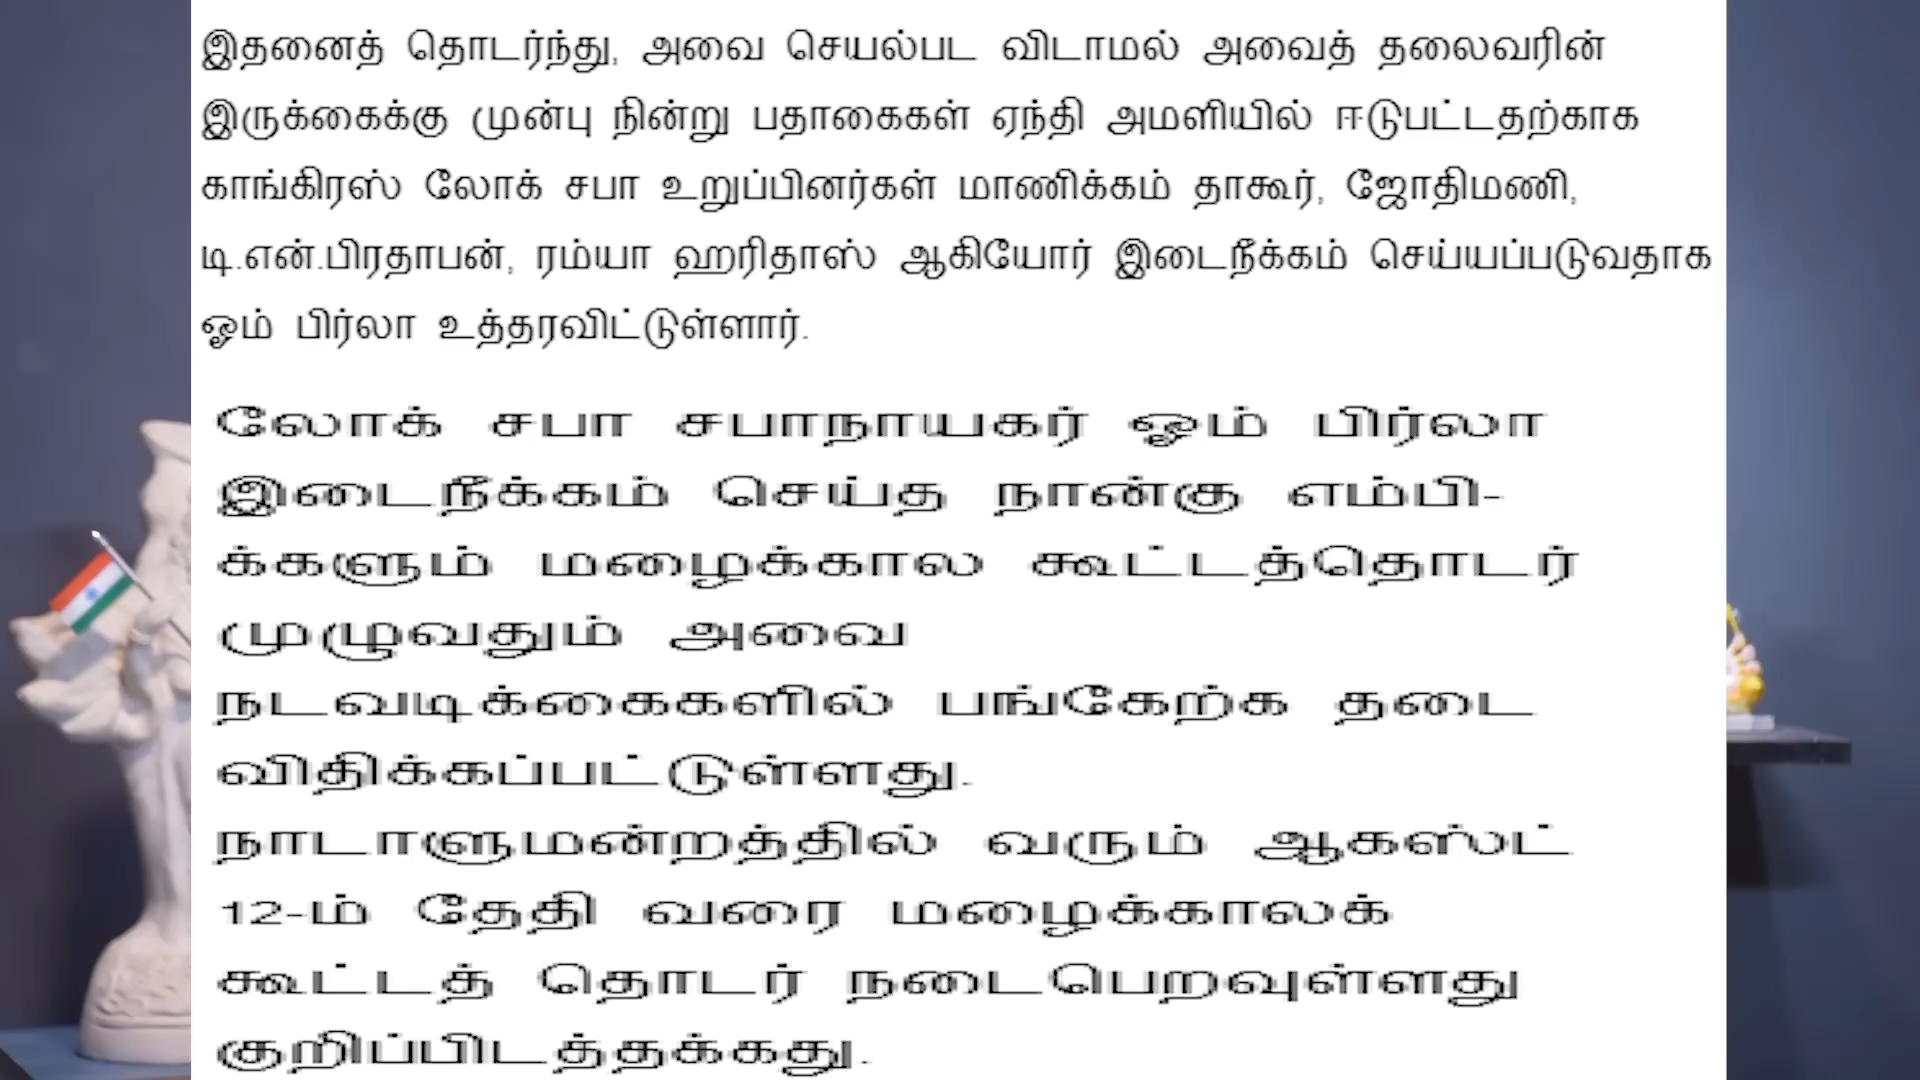 இதனைத் தொடர்ந்து, அவை செயல்பட விடாமல் அவைத் தலைவரின்
இருக்கைக்கு முன்பு நின்று பதாகைகள் ஏந்தி அமளியில் ஈடுபட்டதற்காக
காங்கிரஸ் லோக் சபா உறுப்பினர்கள் மாணிக்கம் தாகூர், ஜோதிமணி,
டி.என்.பிரதாபன், ரம்யா ஹரிதாஸ் ஆகியோர் இடைநீக்கம் செய்யப்படுவதாக
ஓம் பிர்லா உத்தரவிட்டுள்ளார்.
லோக் சபா சபாநாயகர் ஓம் பிர்லா
இடைநீக்கம் செய்த நான்கு எம்பி-
க்களும் மழைக்கால கூட்டத்தொடர்
முழுவதும் அவை
நடவடிக்கைகளில் பங்கேற்க தடை
விதிக்கப்பட்டுள்ளது.
நாடாளுமன்றத்தில் வரும் ஆகஸ்ட்
12-ம் தேதி வரை மழைக்காலக்
கூட்டத் தொடர் நடைபெறவுள்ளது
குறிப்பிடத்தக்கது.